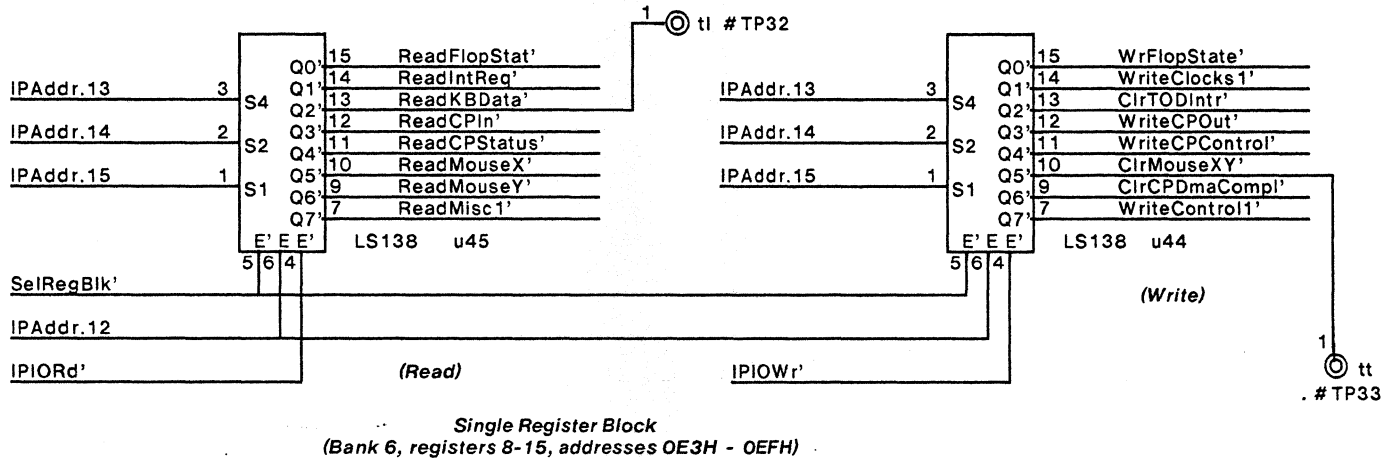 1 tl #TP32
15 ReadFlopStat'
Q0'
14 ReadIntReq'
Q1'
IPAddr.13 3 S4
13 ReadKBData'
Q2'
12 ReadCPIn'
Q3'
IPAddr.14 2 S2
11 ReadCPStatus'
Q4'
10 ReadMouseX'
Q5'
IPAddr.15 1 S1
9 ReadMouseY'
Q6'
7 ReadMisc1'
Q7'
E' E E' LS138 u45
5 6 4
15 WrFlopState'
Q0'
14 WriteClocks1'
Q1'
IPAddr.13 3 S4
13 ClrTODIntr'
Q2'
12 WriteCPOut'
Q3'
IPAddr.14 2 S2
11 WriteCPControl'
Q4'
10 ClrMouseXY'
Q5'
IPAddr.15 1 S1
9 ClrCPDmaCompl'
Q6'
7 WriteControl1'
Q7'
E' E E' LS138 u44
5 6 4
SelRegBlk'
(Write)
IPAddr.12
1
IPIORd' (Read) IPIOWr'
tt
. #TP33
Single Register Block
(Bank 6, registers 8-15, addresses 0E3H - 0EFH)